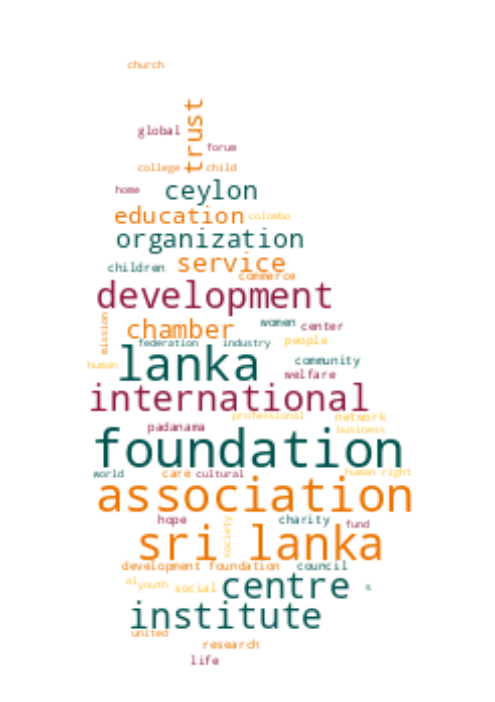 church
trust
global
forum
college child
home ceylon
education colombo
organization
children service
commerce
development
mission chamber women center
federation industry people
human lanka community
welfare
international
professional network
padanama business
foundation
world care cultural human right
association
hope society charity fund
sri lanka
development foundation council
al youth social centre s
institute
united
research
life